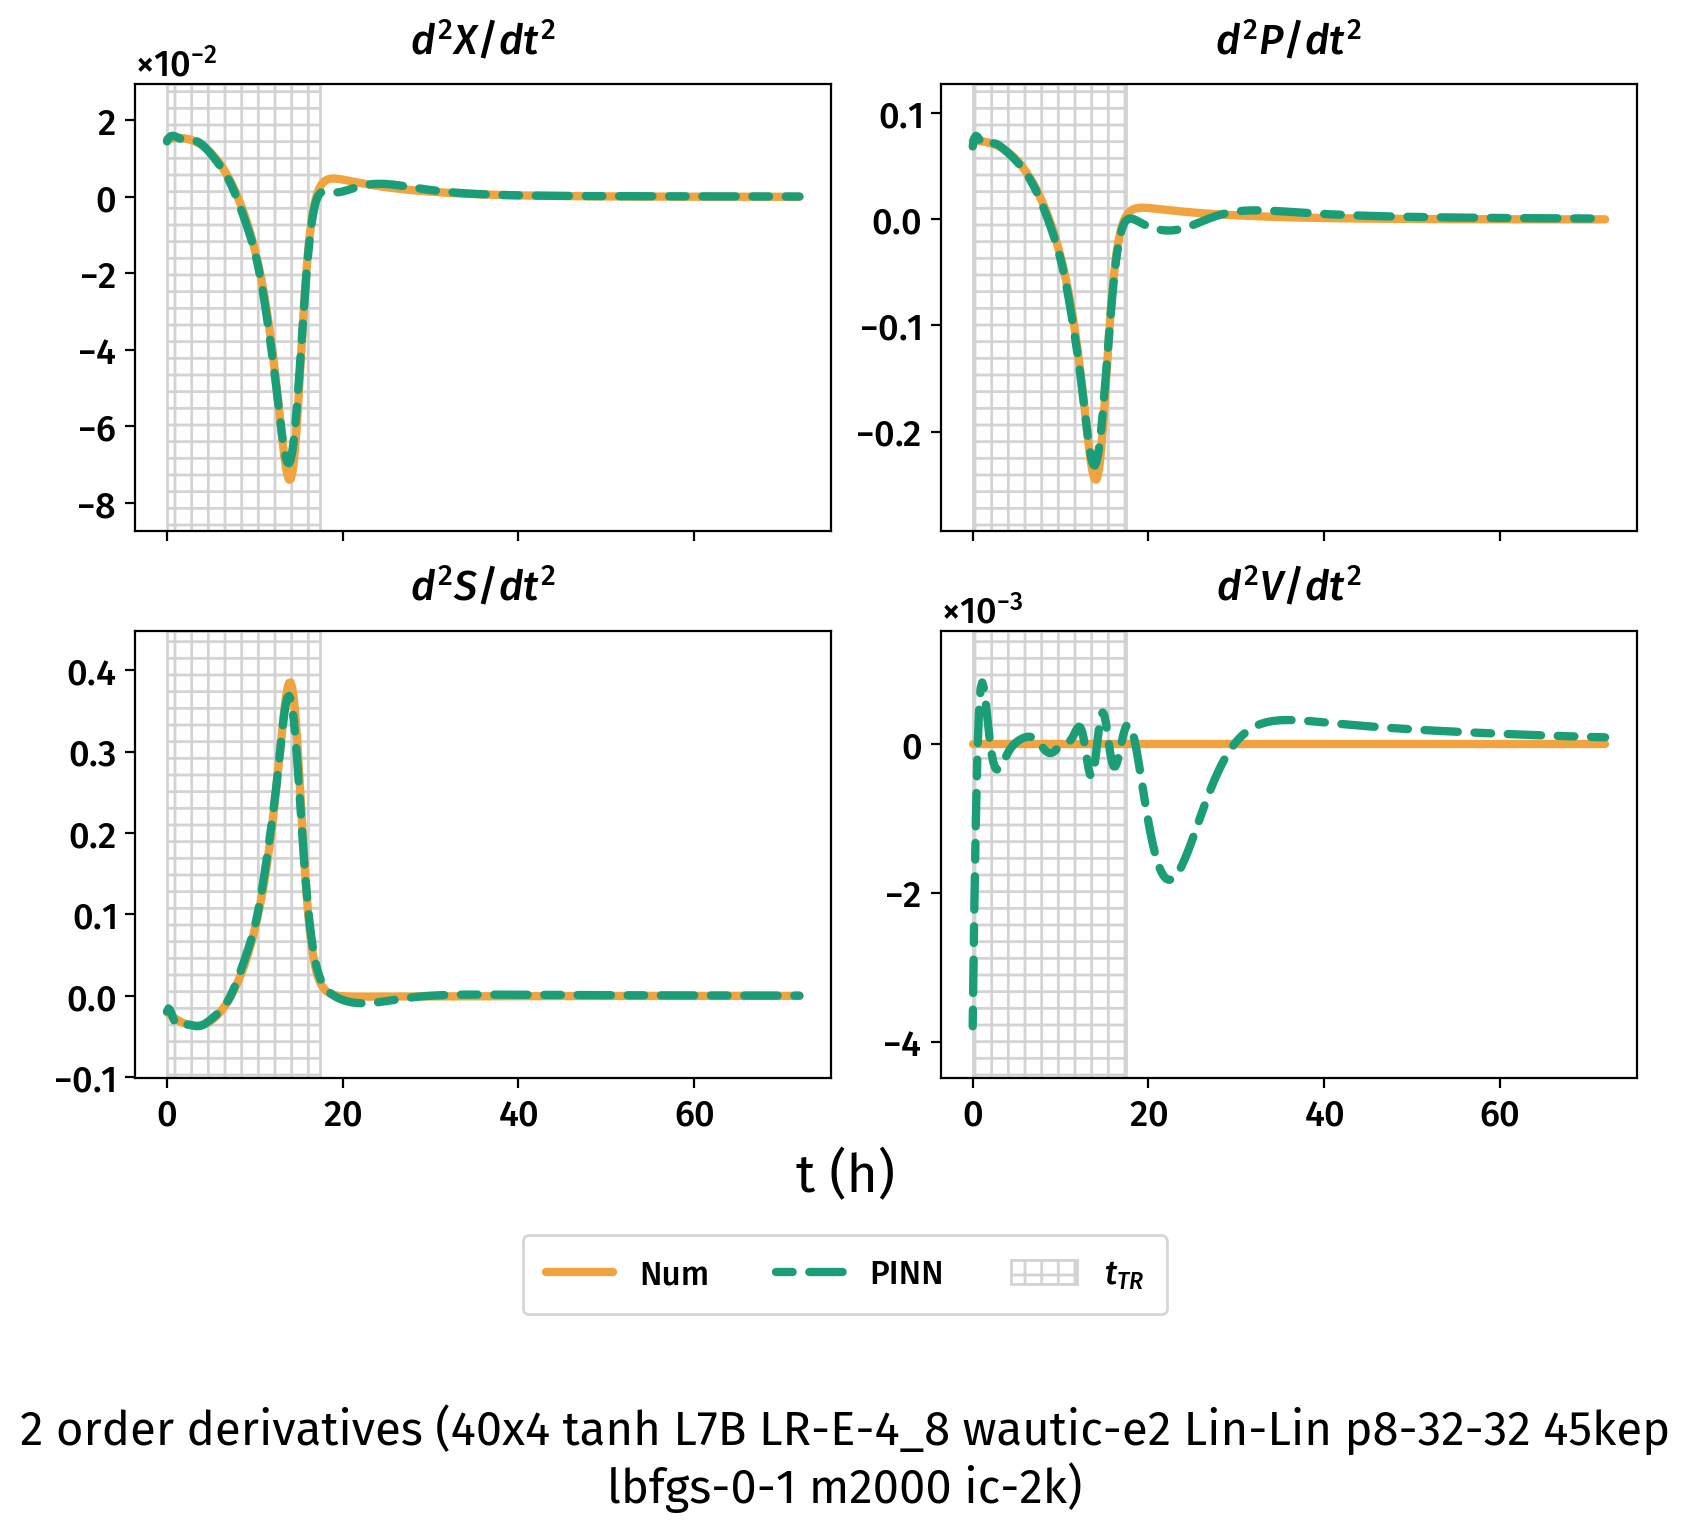 d²X/dt²
×10⁻²
2
0
−2
−4
−6
−8
d²P/dt²
0.1
0.0
−0.1
−0.2
d²S/dt²
0.4
0.3
0.2
0.1
0.0
−0.1
0 20 40 60
d²V/dt²
×10⁻³
0
−2
−4
0 20 40 60
t (h)
Num PINN t_TR
2 order derivatives (40x4 tanh L7B LR-E-4_8 wautic-e2 Lin-Lin p8-32-32 45kep
lbfgs-0-1 m2000 ic-2k)